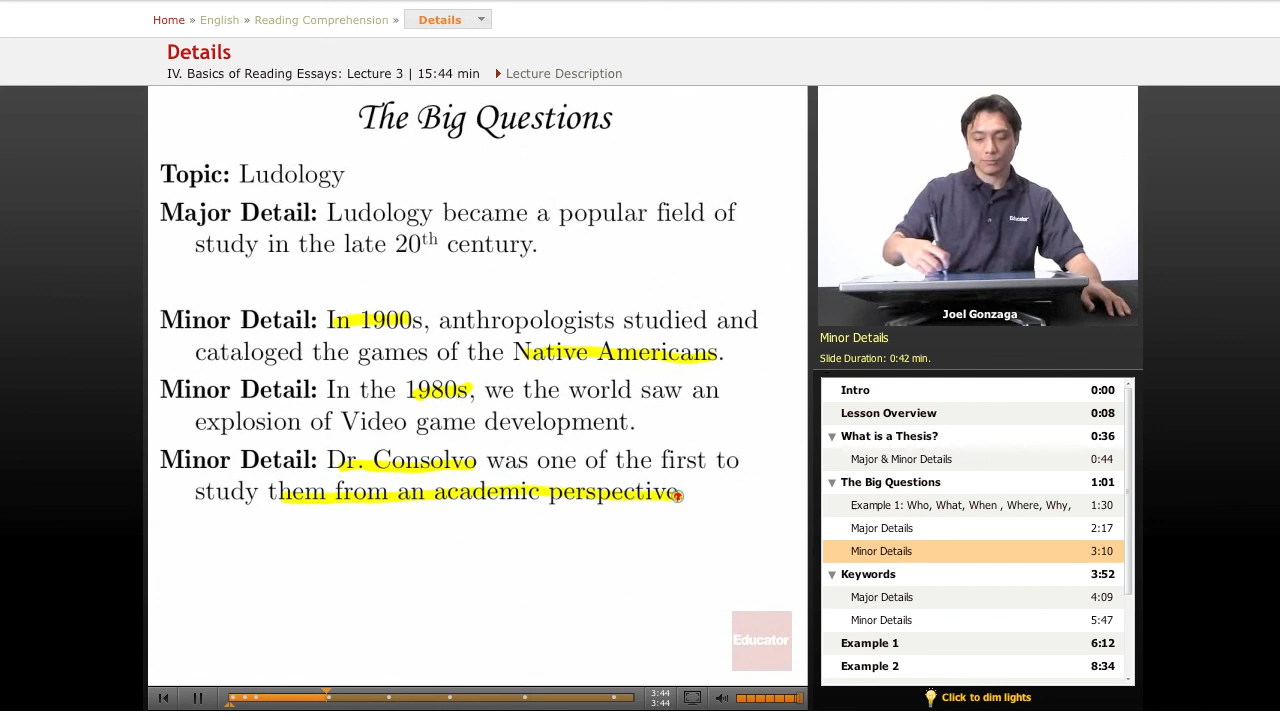 Home » English » Reading Comprehension » Details
Details
IV. Basics of Reading Essays: Lecture 3 | 15:44 min Lecture Description
The Big Questions
Topic: Ludology
Major Detail: Ludology became a popular field of
study in the late 20th century.
Minor Detail: In 1900s, anthropologists studied and
cataloged the games of the Native Americans.
Minor Detail: In the 1980s, we the world saw an
explosion of Video game development.
Minor Detail: Dr. Consolvo was one of the first to
study them from an academic perspective.
Educator
3:44
3:44
Educator
Joel Gonzaga
Minor Details
Slide Duration: 0:42 min.
Intro 0:00
Lesson Overview 0:08
What is a Thesis? 0:36
Major & Minor Details 0:44
The Big Questions 1:01
Example 1: Who, What, When , Where, Why, 1:30
Major Details 2:17
Minor Details 3:10
Keywords 3:52
Major Details 4:09
Minor Details 5:47
Example 1 6:12
Example 2 8:34
Click to dim lights